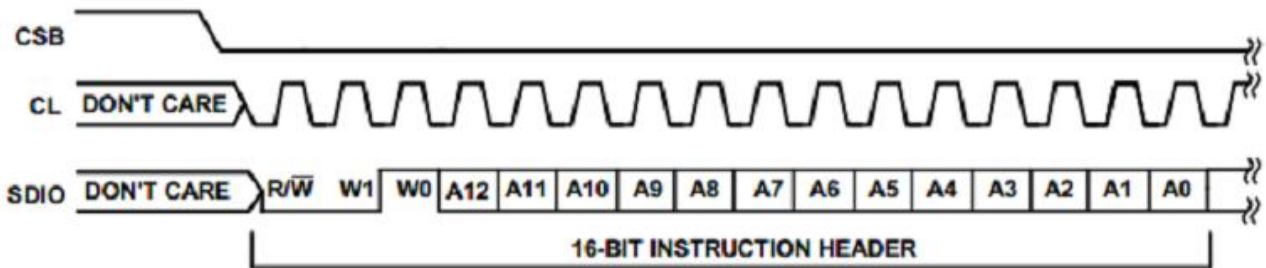 CSB
CL DON'T CARE
SDIO DON'T CARE R/W̅ W1 W0 A12 A11 A10 A9 A8 A7 A6 A5 A4 A3 A2 A1 A0
16-BIT INSTRUCTION HEADER